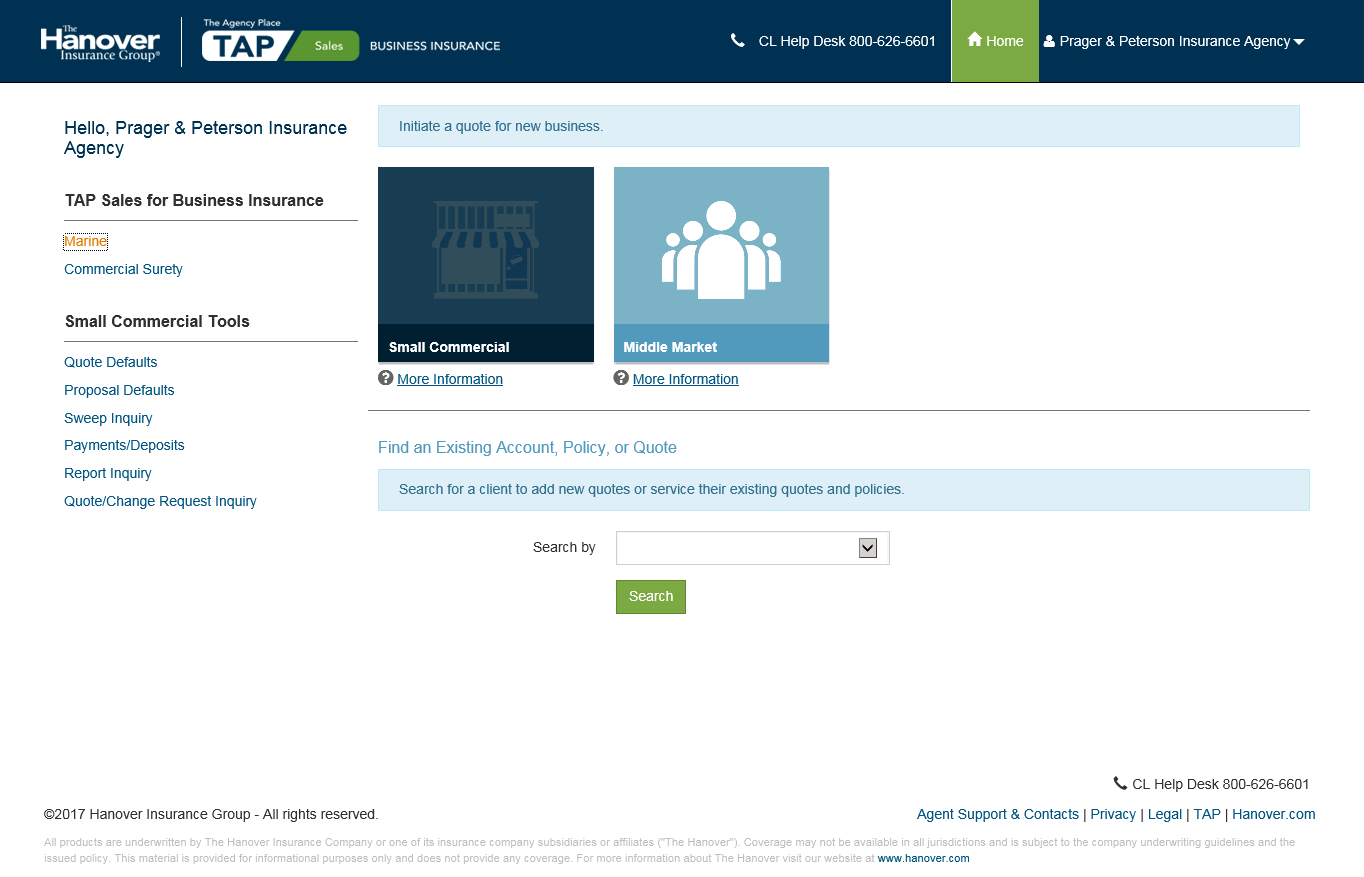 The
Hanover
Insurance Group®
The Agency Place
TAP Sales
BUSINESS INSURANCE
CL Help Desk 800-626-6601
Home
Prager & Peterson Insurance Agency
Hello, Prager & Peterson Insurance
Agency
TAP Sales for Business Insurance
Marine
Commercial Surety
Small Commercial Tools
Quote Defaults
Proposal Defaults
Sweep Inquiry
Payments/Deposits
Report Inquiry
Quote/Change Request Inquiry
Initiate a quote for new business.
Small Commercial
? More Information
Middle Market
? More Information
Find an Existing Account, Policy, or Quote
Search for a client to add new quotes or service their existing quotes and policies.
Search by
Search
CL Help Desk 800-626-6601
©2017 Hanover Insurance Group - All rights reserved.
Agent Support & Contacts | Privacy | Legal | TAP | Hanover.com
All products are underwritten by The Hanover Insurance Company or one of its insurance company subsidiaries or affiliates ("The Hanover"). Coverage may not be available in all jurisdictions and is subject to the company underwriting guidelines and the
issued policy. This material is provided for informational purposes only and does not provide any coverage. For more information about The Hanover visit our website at www.hanover.com